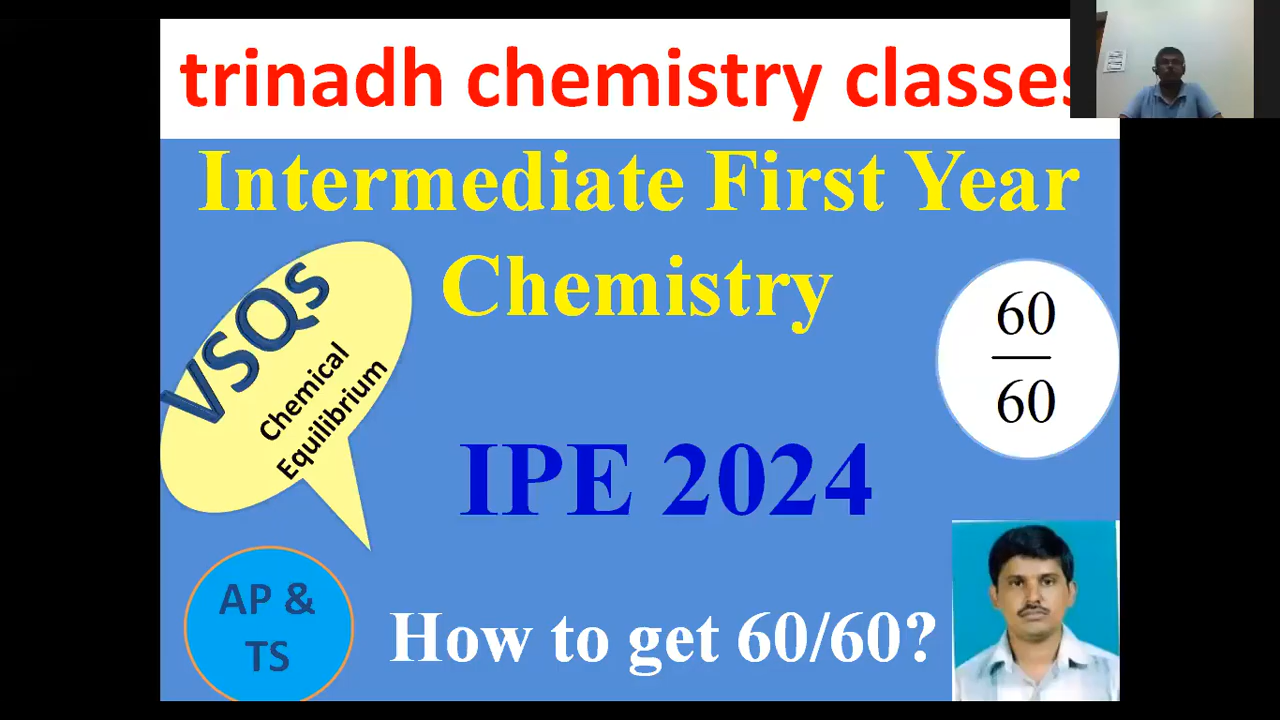 trinadh chemistry classes
Intermediate First Year
Chemistry
VSQs
Chemical
Equilibrium
60
60
IPE 2024
AP &
TS
How to get 60/60?